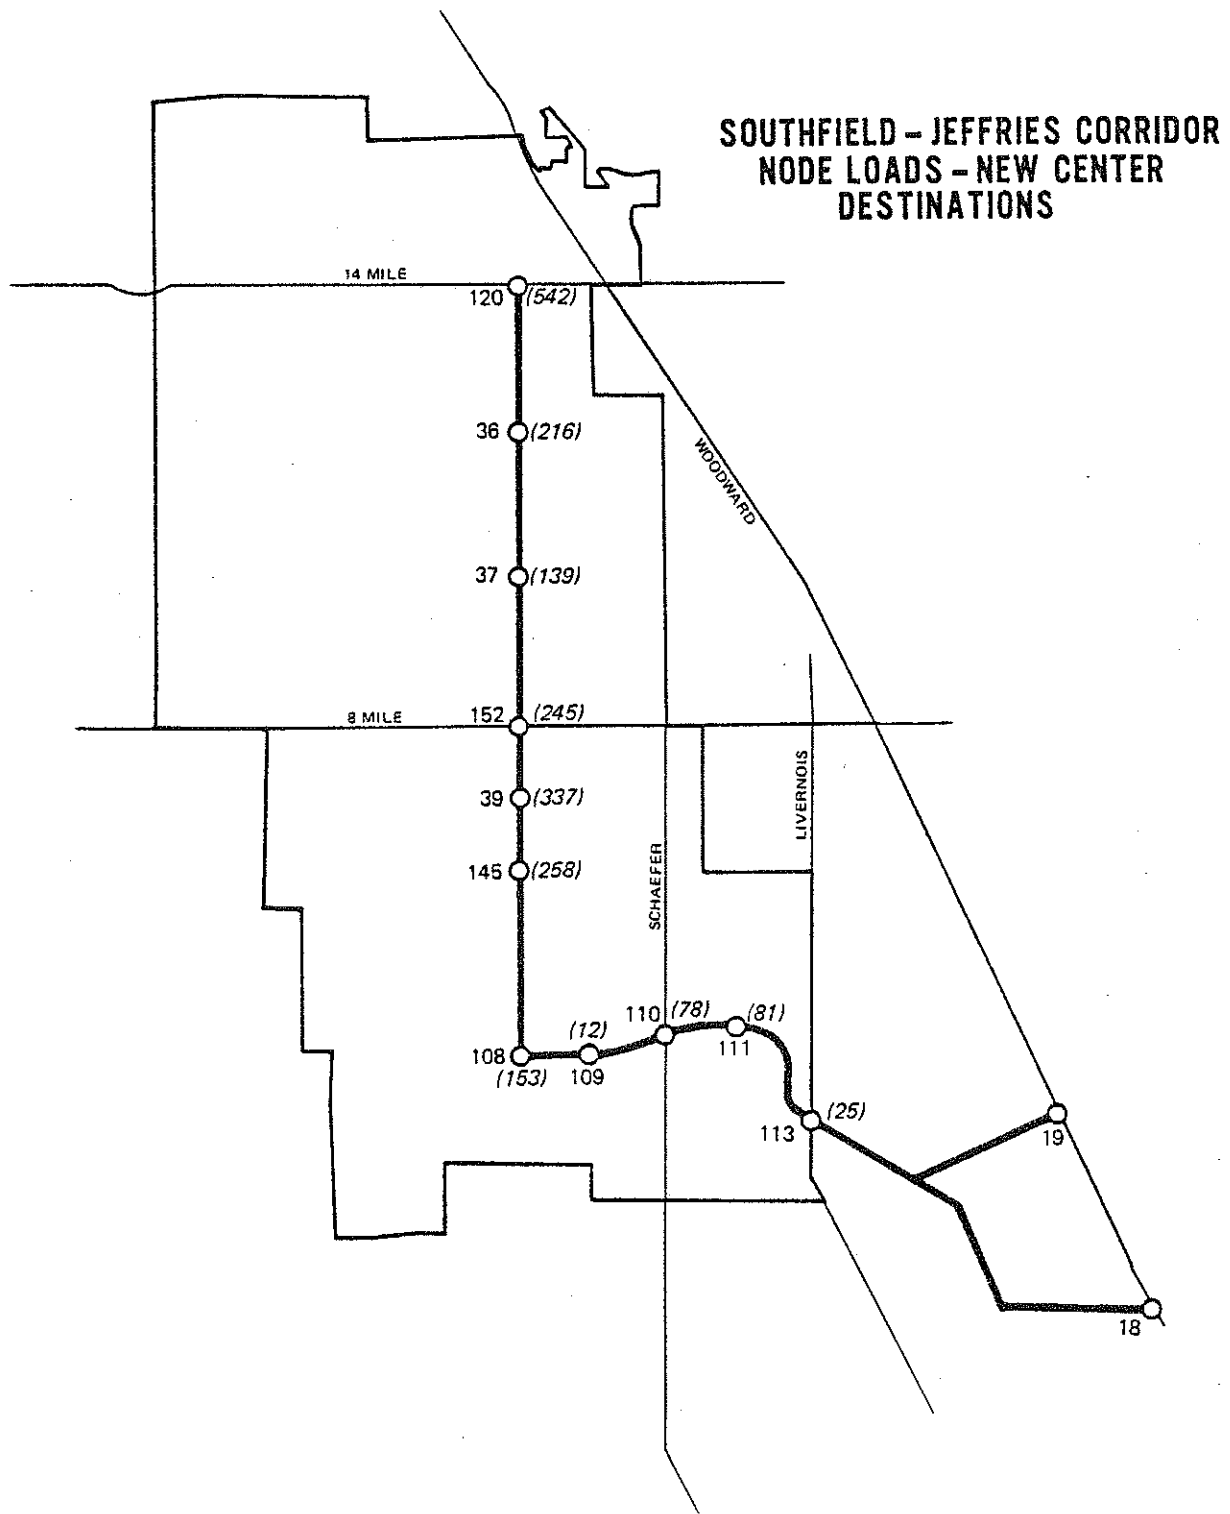 SOUTHFIELD - JEFFRIES CORRIDOR
NODE LOADS - NEW CENTER
DESTINATIONS
14 MILE
120 (542)
36 (216)
WOODWARD
37 (139)
8 MILE
152 (245)
39 (337)
LIVERNOIS
145 (258)
SCHAEFER
110 (78)
(81)
111
(12)
108
109
(153)
(25)
113
19
18